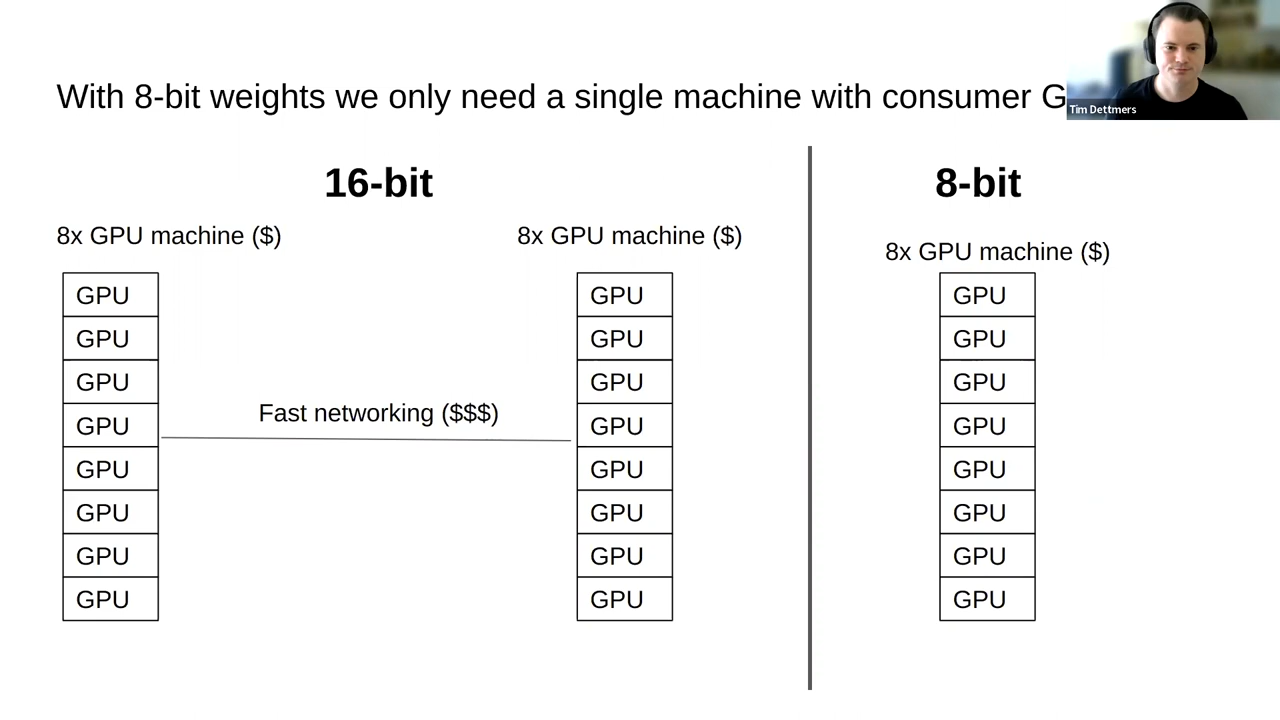 With 8-bit weights we only need a single machine with consumer G
Tim Dettmers
16-bit
8x GPU machine ($)
GPU
GPU
GPU
GPU
GPU
GPU
GPU
GPU
Fast networking ($$$)
8x GPU machine ($)
GPU
GPU
GPU
GPU
GPU
GPU
GPU
GPU
8-bit
8x GPU machine ($)
GPU
GPU
GPU
GPU
GPU
GPU
GPU
GPU